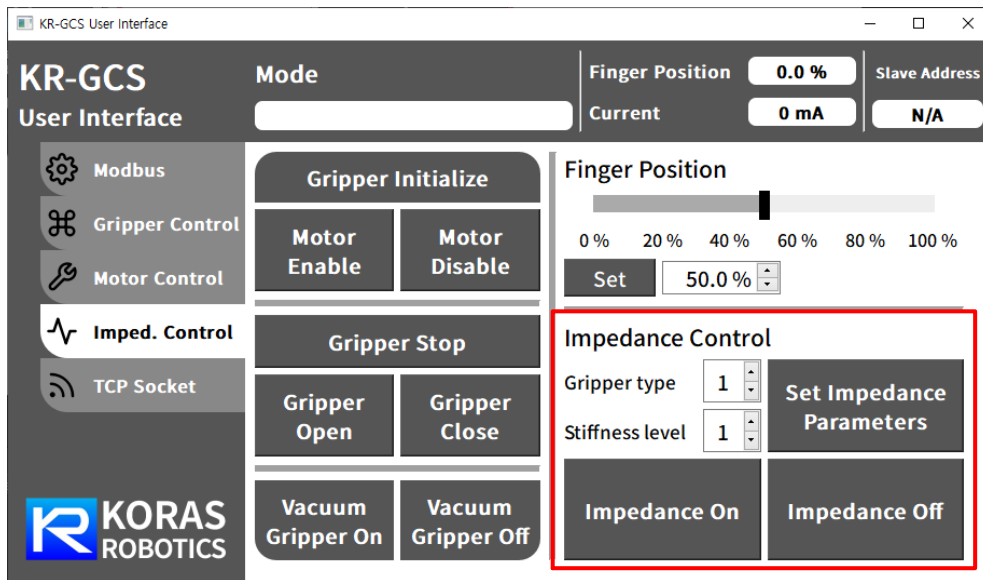 KR-GCS User Interface
KR-GCS
User Interface
Mode
Finger Position
0.0 %
Current
0 mA
Slave Address
N/A
Modbus
Gripper Control
Motor Control
Imped. Control
TCP Socket
Gripper Initialize
Motor
Enable
Motor
Disable
Gripper Stop
Gripper
Open
Gripper
Close
Vacuum
Gripper On
Vacuum
Gripper Off
Finger Position
0 % 20 % 40 % 60 % 80 % 100 %
Set
50.0 %
Impedance Control
Gripper type
1
Stiffness level
1
Set Impedance
Parameters
Impedance On
Impedance Off
KORAS
ROBOTICS